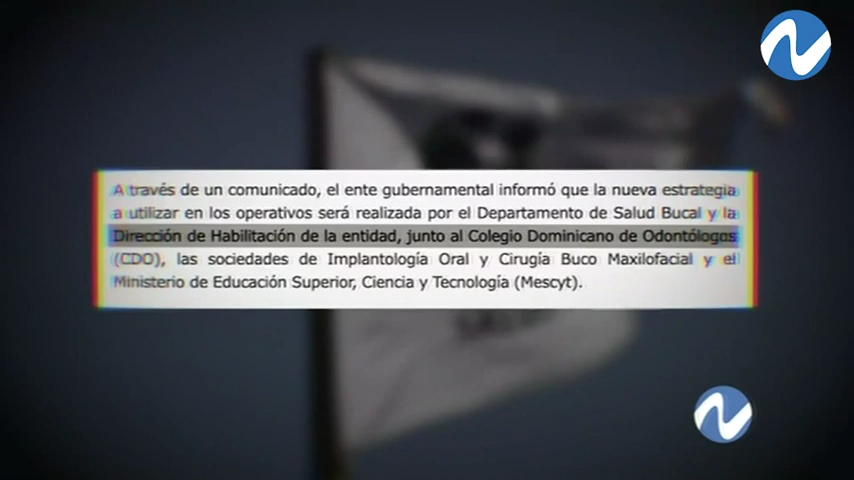 A través de un comunicado, el ente gubernamental informó que la nueva estrategia
a utilizar en los operativos será realizada por el Departamento de Salud Bucal y la
Dirección de Habilitación de la entidad, junto al Colegio Dominicano de Odontólogos
(CDO), las sociedades de Implantología Oral y Cirugía Buco Maxilofacial y el
Ministerio de Educación Superior, Ciencia y Tecnología (Mescyt).